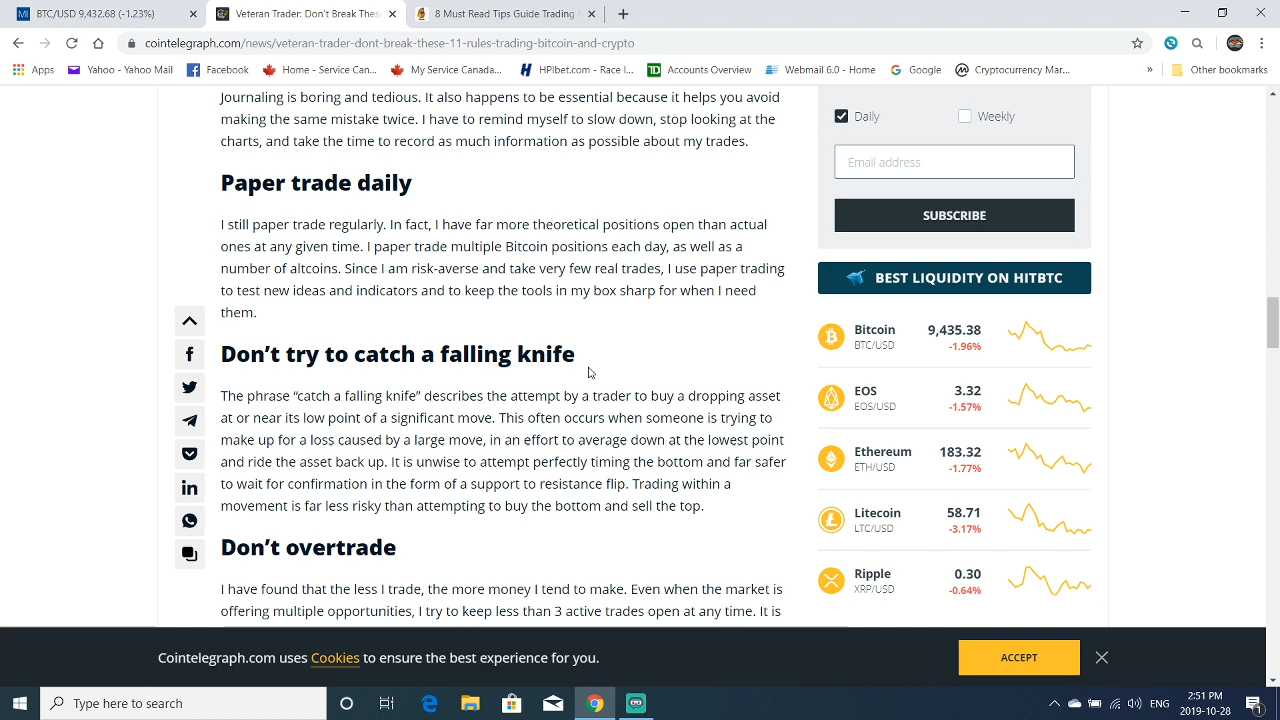 BTC/USD 9,432.68 (-1.23%)
Veteran Trader: Don't Break Thes
8 Must Read Tips Guide Trading
cointelegraph.com/news/veteran-trader-dont-break-these-11-rules-trading-bitcoin-and-crypto
Apps
Yahoo - Yahoo Mail
Facebook
Home - Service Can...
My Service Canada...
HPIbet.com - Race I...
TD
Accounts Overview
Webmail 6.0 - Home
Google
Cryptocurrency Mar...
»
Other bookmarks
Journaling is boring and tedious. It also happens to be essential because it helps you avoid
making the same mistake twice. I have to remind myself to slow down, stop looking at the
charts, and take the time to record as much information as possible about my trades.
Paper trade daily
I still paper trade regularly. In fact, I have far more theoretical positions open than actual
ones at any given time. I paper trade multiple Bitcoin positions each day, as well as a
number of altcoins. Since I am risk-averse and take very few real trades, I use paper trading
to test new ideas and indicators and to keep the tools in my box sharp for when I need
them.
Don’t try to catch a falling knife
The phrase “catch a falling knife” describes the attempt by a trader to buy a dropping asset
at or near its low point of a significant move. This often occurs when someone is trying to
make up for a loss caused by a large move, in an effort to average down at the lowest point
and ride the asset back up. It is unwise to attempt perfectly timing the bottom and far safer
to wait for confirmation in the form of a support to resistance flip. Trading within a
movement is far less risky than attempting to buy the bottom and sell the top.
Don’t overtrade
I have found that the less I trade, the more money I tend to make. Even when the market is
offering multiple opportunities, I try to keep less than 3 active trades open at any time. It is
Daily
Weekly
Email address
SUBSCRIBE
BEST LIQUIDITY ON HITBTC
Bitcoin 9,435.38
BTC/USD -1.96%
EOS 3.32
EOS/USD -1.57%
Ethereum 183.32
ETH/USD -1.77%
Litecoin 58.71
LTC/USD -3.17%
Ripple 0.30
XRP/USD -0.64%
Cointelegraph.com uses Cookies to ensure the best experience for you.
ACCEPT
Type here to search
ENG
2:51 PM
2019-10-28
1